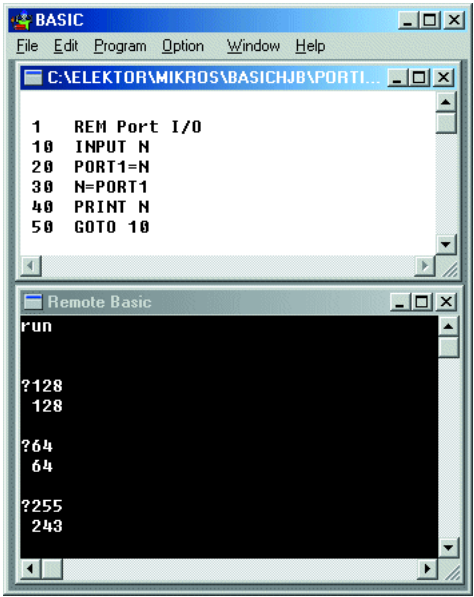 BASIC
File Edit Program Option Window Help
C:\ELEKTOR\MIKROS\BASICHJB\PORTI...
1 REM Port I/O
10 INPUT N
20 PORT1=N
30 N=PORT1
40 PRINT N
50 GOTO 10
Remote Basic
run
?128
128
?64
64
?255
243